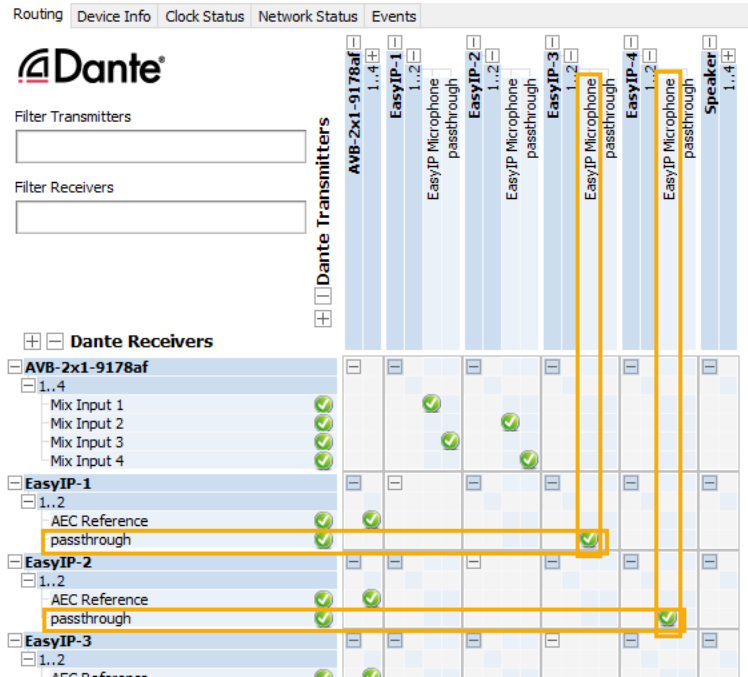 Routing Device Info Clock Status Network Status Events
Dante®
Filter Transmitters
Filter Receivers
Dante Transmitters
AVB-2x1-9178af
1..4
EasyIP-1
1..2
EasyIP Microphone
passthrough
EasyIP-2
1..2
EasyIP Microphone
passthrough
EasyIP-3
1..2
EasyIP Microphone
passthrough
EasyIP-4
1..2
EasyIP Microphone
passthrough
Speaker
1..4
Dante Receivers
AVB-2x1-9178af
1..4
Mix Input 1
Mix Input 2
Mix Input 3
Mix Input 4
EasyIP-1
1..2
AEC Reference
passthrough
EasyIP-2
1..2
AEC Reference
passthrough
EasyIP-3
1..2
AEC Reference